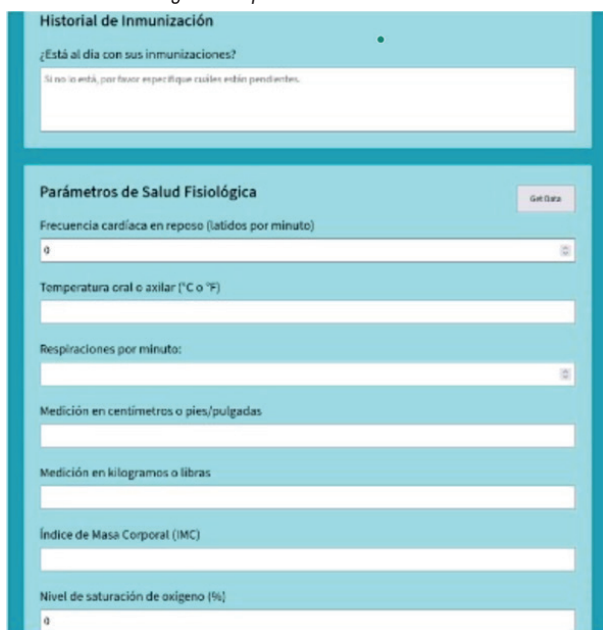 Historial de Inmunización
¿Está al día con sus inmunizaciones?
Si no lo está, por favor especifique cuáles están pendientes.
Parámetros de Salud Fisiológica
Get Data
Frecuencia cardíaca en reposo (latidos por minuto)
0
Temperatura oral o axilar (°C o °F)
Respiraciones por minuto:
Medición en centímetros o pies/pulgadas
Medición en kilogramos o libras
Índice de Masa Corporal (IMC)
Nivel de saturación de oxígeno (%)
0